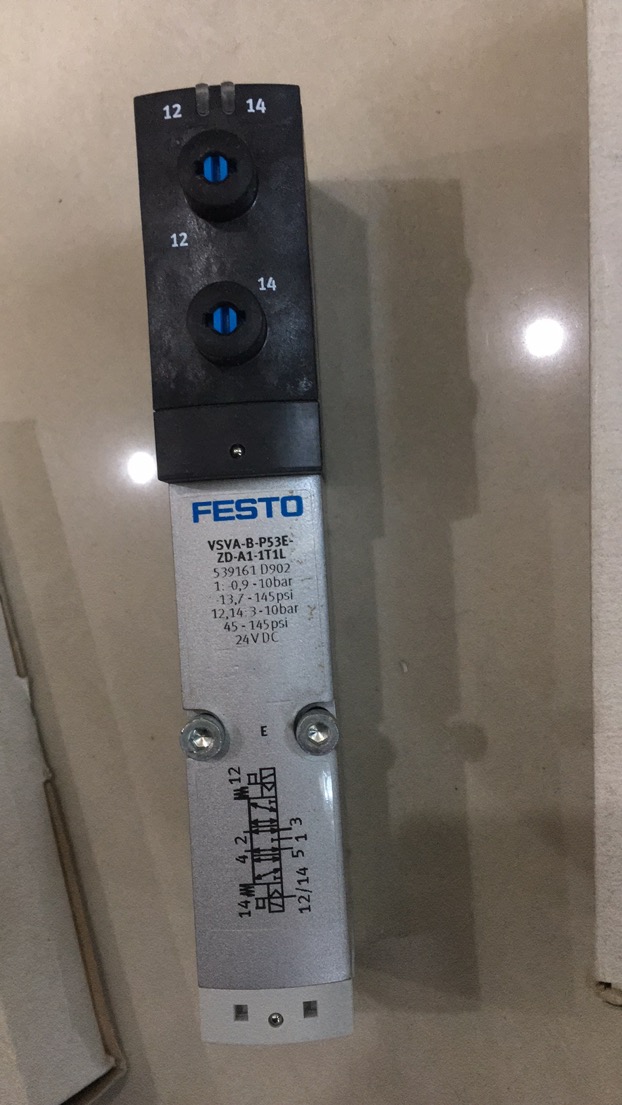 12 14
12
14
FESTO
VSVA-B-P53E-
ZD-A1-1T1L
539161 D902
1: -0,9 - 10bar
-13,7 - 145psi
12,14: 3 - 10bar
45 - 145psi
24V DC
E
14 4 2 12
12/14 5 1 3